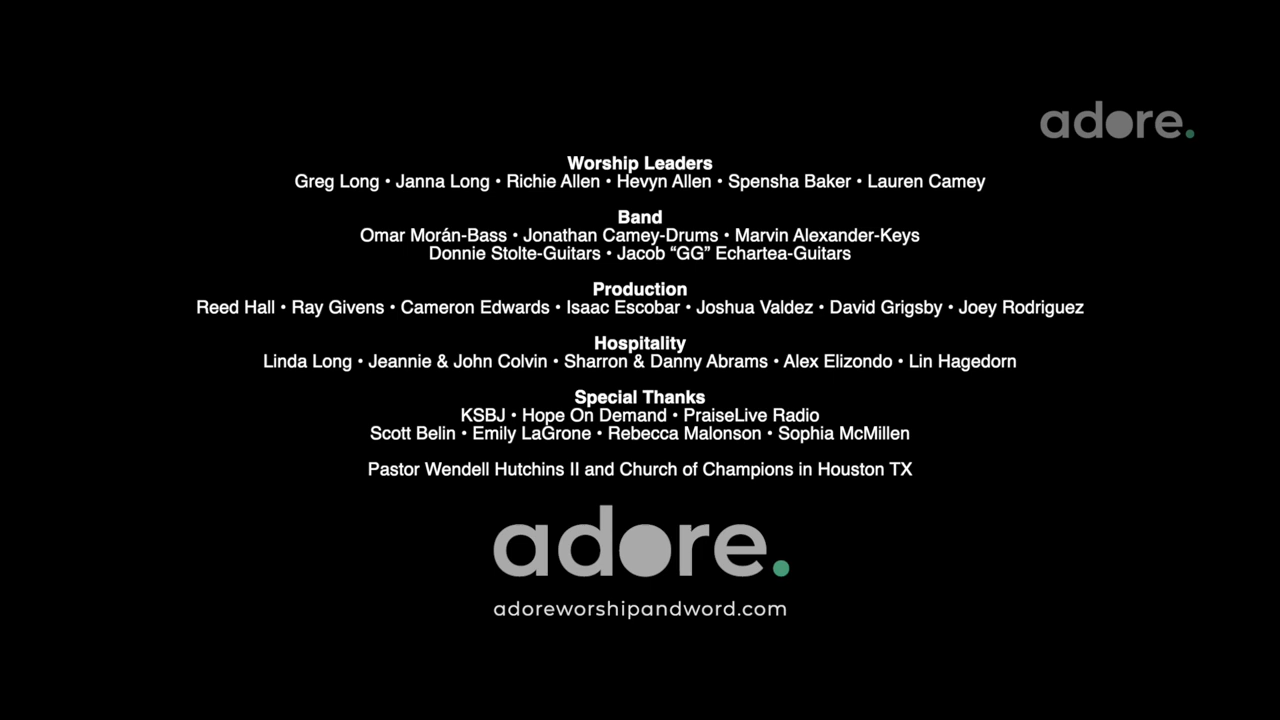 adore.
Worship Leaders
Greg Long • Janna Long • Richie Allen • Hevyn Allen • Spensha Baker • Lauren Camey
Band
Omar Morán-Bass • Jonathan Camey-Drums • Marvin Alexander-Keys
Donnie Stolte-Guitars • Jacob “GG” Echartea-Guitars
Production
Reed Hall • Ray Givens • Cameron Edwards • Isaac Escobar • Joshua Valdez • David Grigsby • Joey Rodriguez
Hospitality
Linda Long • Jeannie & John Colvin • Sharron & Danny Abrams • Alex Elizondo • Lin Hagedorn
Special Thanks
KSBJ • Hope On Demand • PraiseLive Radio
Scott Belin • Emily LaGrone • Rebecca Malonson • Sophia McMillen
Pastor Wendell Hutchins II and Church of Champions in Houston TX
adore.
adoreworshipandword.com